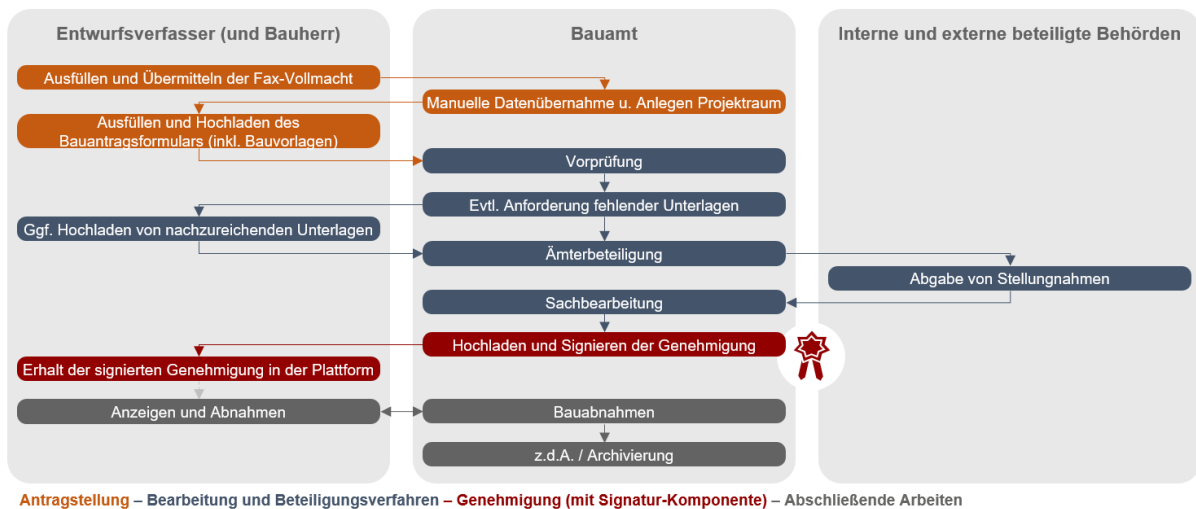 Entwurfsverfasser (und Bauherr)
Bauamt
Interne und externe beteiligte Behörden
Ausfüllen und Übermitteln der Fax-Vollmacht
Manuelle Datenübernahme u. Anlegen Projektraum
Ausfüllen und Hochladen des
Bauantragsformulars (inkl. Bauvorlagen)
Vorprüfung
Evtl. Anforderung fehlender Unterlagen
Ggf. Hochladen von nachzureichenden Unterlagen
Ämterbeteiligung
Abgabe von Stellungnahmen
Sachbearbeitung
Hochladen und Signieren der Genehmigung
Erhalt der signierten Genehmigung in der Plattform
Anzeigen und Abnahmen
Bauabnahmen
z.d.A. / Archivierung
Antragstellung – Bearbeitung und Beteiligungsverfahren – Genehmigung (mit Signatur-Komponente) – Abschließende Arbeiten